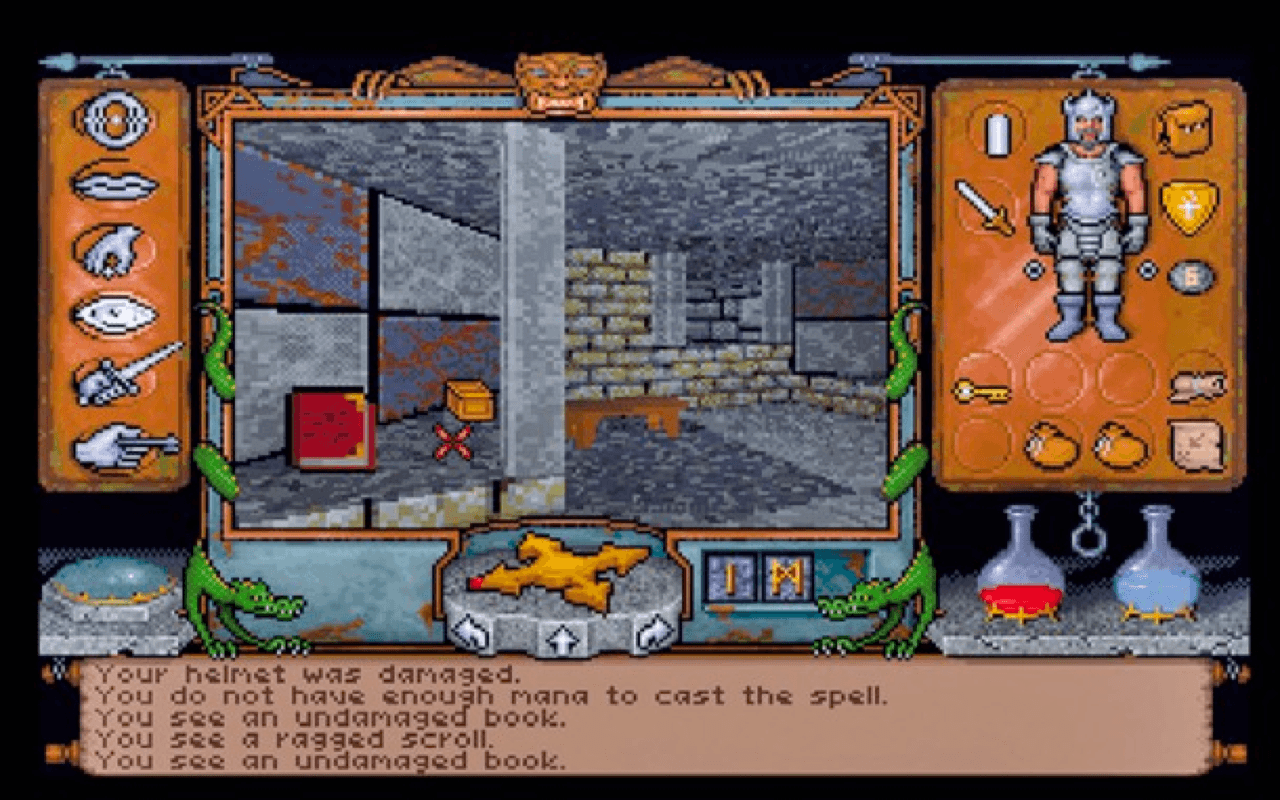 6
Your helmet was damaged.
You do not have enough mana to cast the spell.
You see an undamaged book.
You see a ragged scroll.
You see an undamaged book.